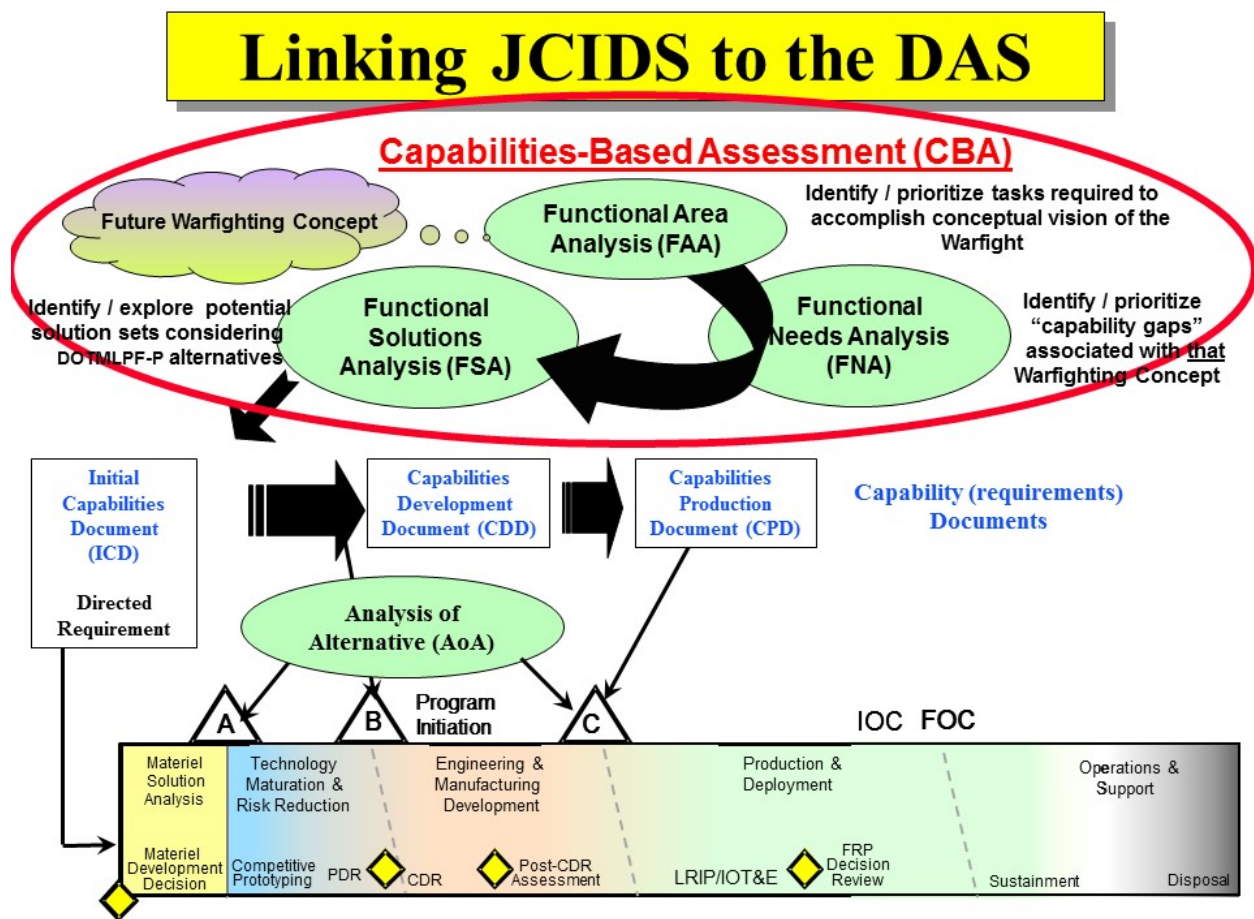 Linking JCIDS to the DAS
Capabilities-Based Assessment (CBA)
Future Warfighting Concept
Functional Area
Analysis (FAA)
Identify / prioritize tasks required to
accomplish conceptual vision of the
Warfight
Identify / explore potential
solution sets considering
DOTMLPF-P alternatives
Functional
Solutions
Analysis (FSA)
Functional
Needs Analysis
(FNA)
Identify / prioritize
“capability gaps”
associated with that
Warfighting Concept
Initial
Capabilities
Document
(ICD)
Directed
Requirement
Capabilities
Development
Document (CDD)
Capabilities
Production
Document (CPD)
Capability (requirements)
Documents
Analysis of
Alternative (AoA)
A
B
Program
Initiation
C
IOC FOC
Materiel
Solution
Analysis
Technology
Maturation &
Risk Reduction
Engineering &
Manufacturing
Development
Production &
Deployment
Operations &
Support
Materiel
Development
Decision
Competitive
Prototyping
PDR
CDR
Post-CDR
Assessment
LRIP/IOT&E
FRP
Decision
Review
Sustainment
Disposal